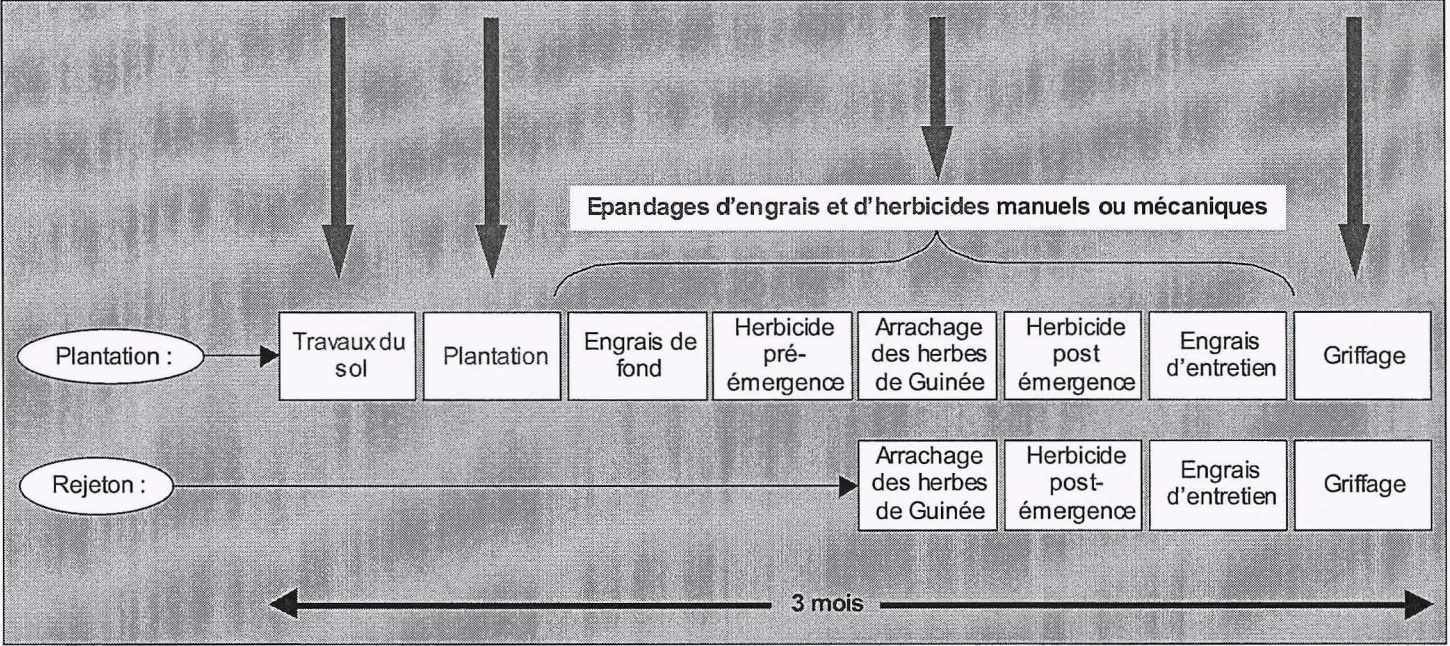 Epandages d'engrais et d'herbicides manuels ou mécaniques
Plantation :
Travaux du
sol
Plantation
Engrais de
fond
Herbicide
pré-
émergence
Arrachage
des herbes
de Guinée
Herbicide
post
émergence
Engrais
d'entretien
Griffage
Rejeton :
Arrachage
des herbes
de Guinée
Herbicide
post-
émergence
Engrais
d'entretien
Griffage
3 mois